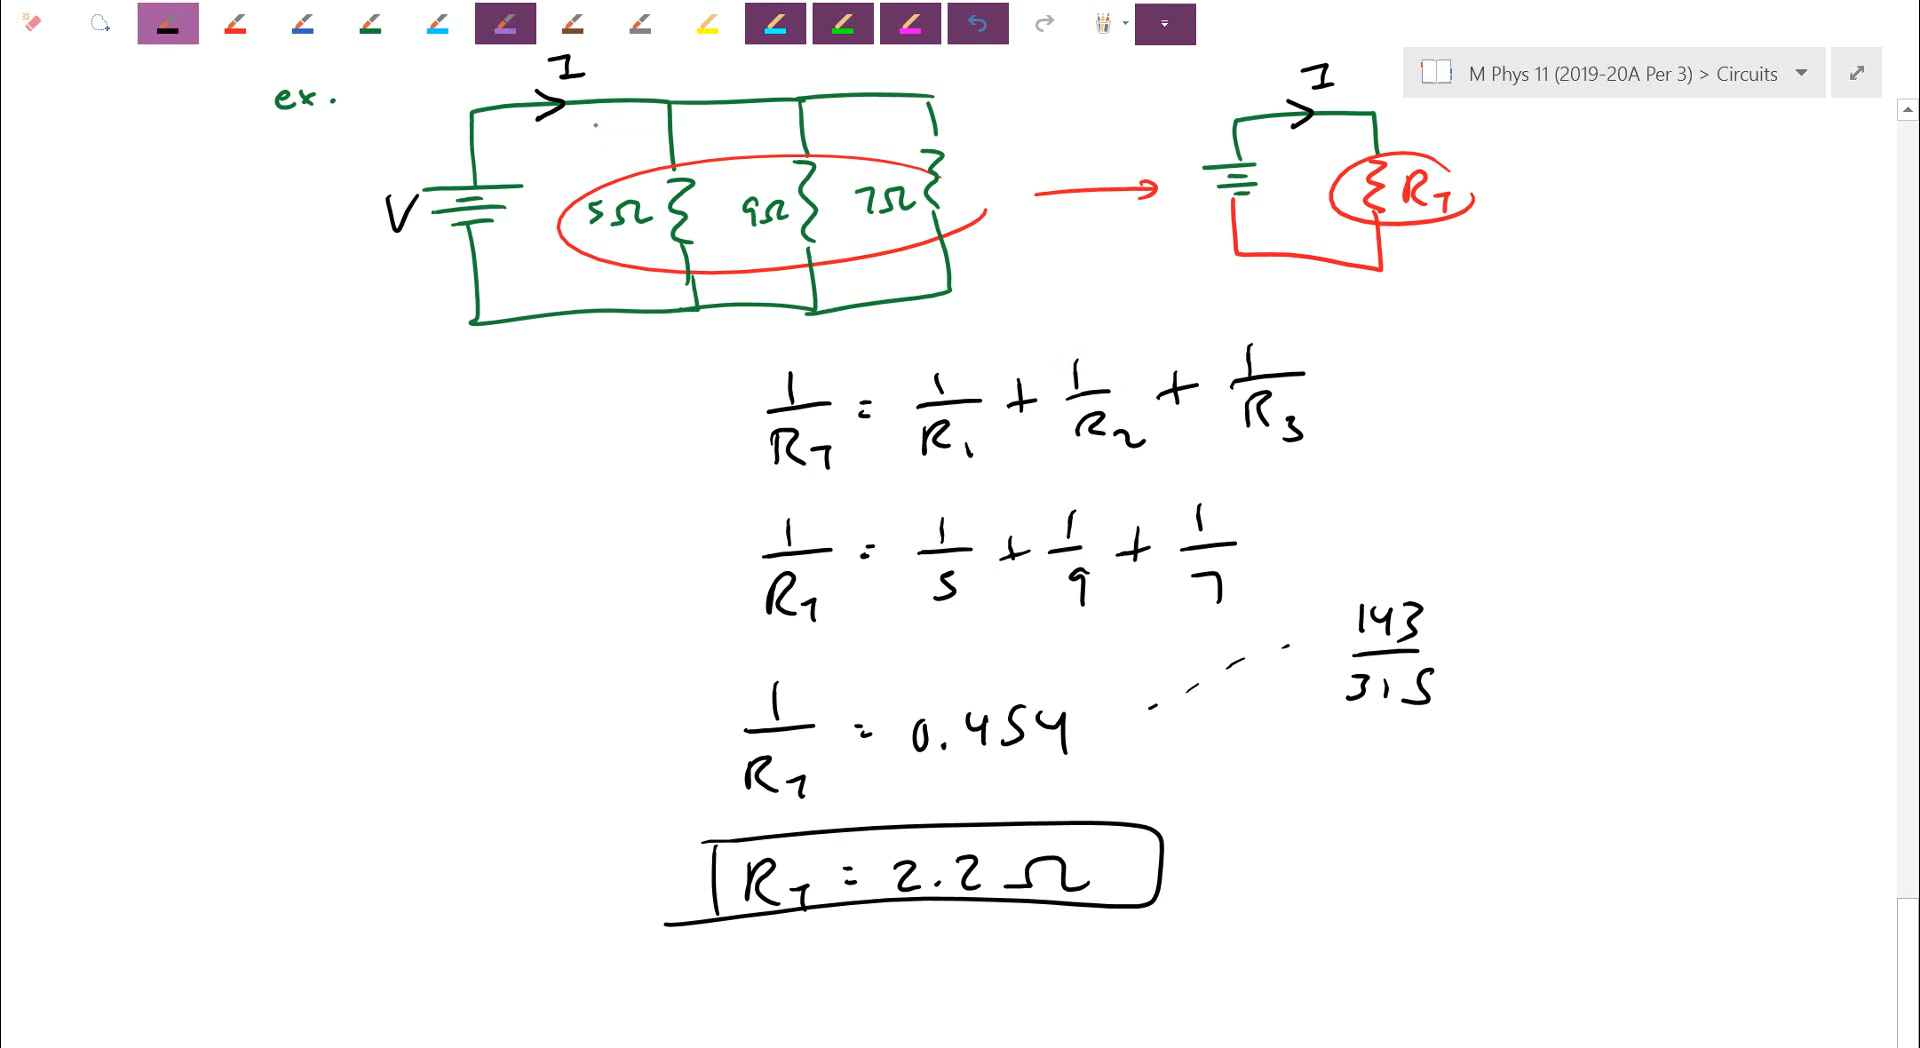 M Phys 11 (2019-20A Per 3) > Circuits
ex.
I
I
V
5Ω 9Ω 7Ω
R_T
1/R_T = 1/R_1 + 1/R_2 + 1/R_3
1/R_T = 1/5 + 1/9 + 1/7
1/R_T = 0.454
143/315
R_T = 2.2 Ω